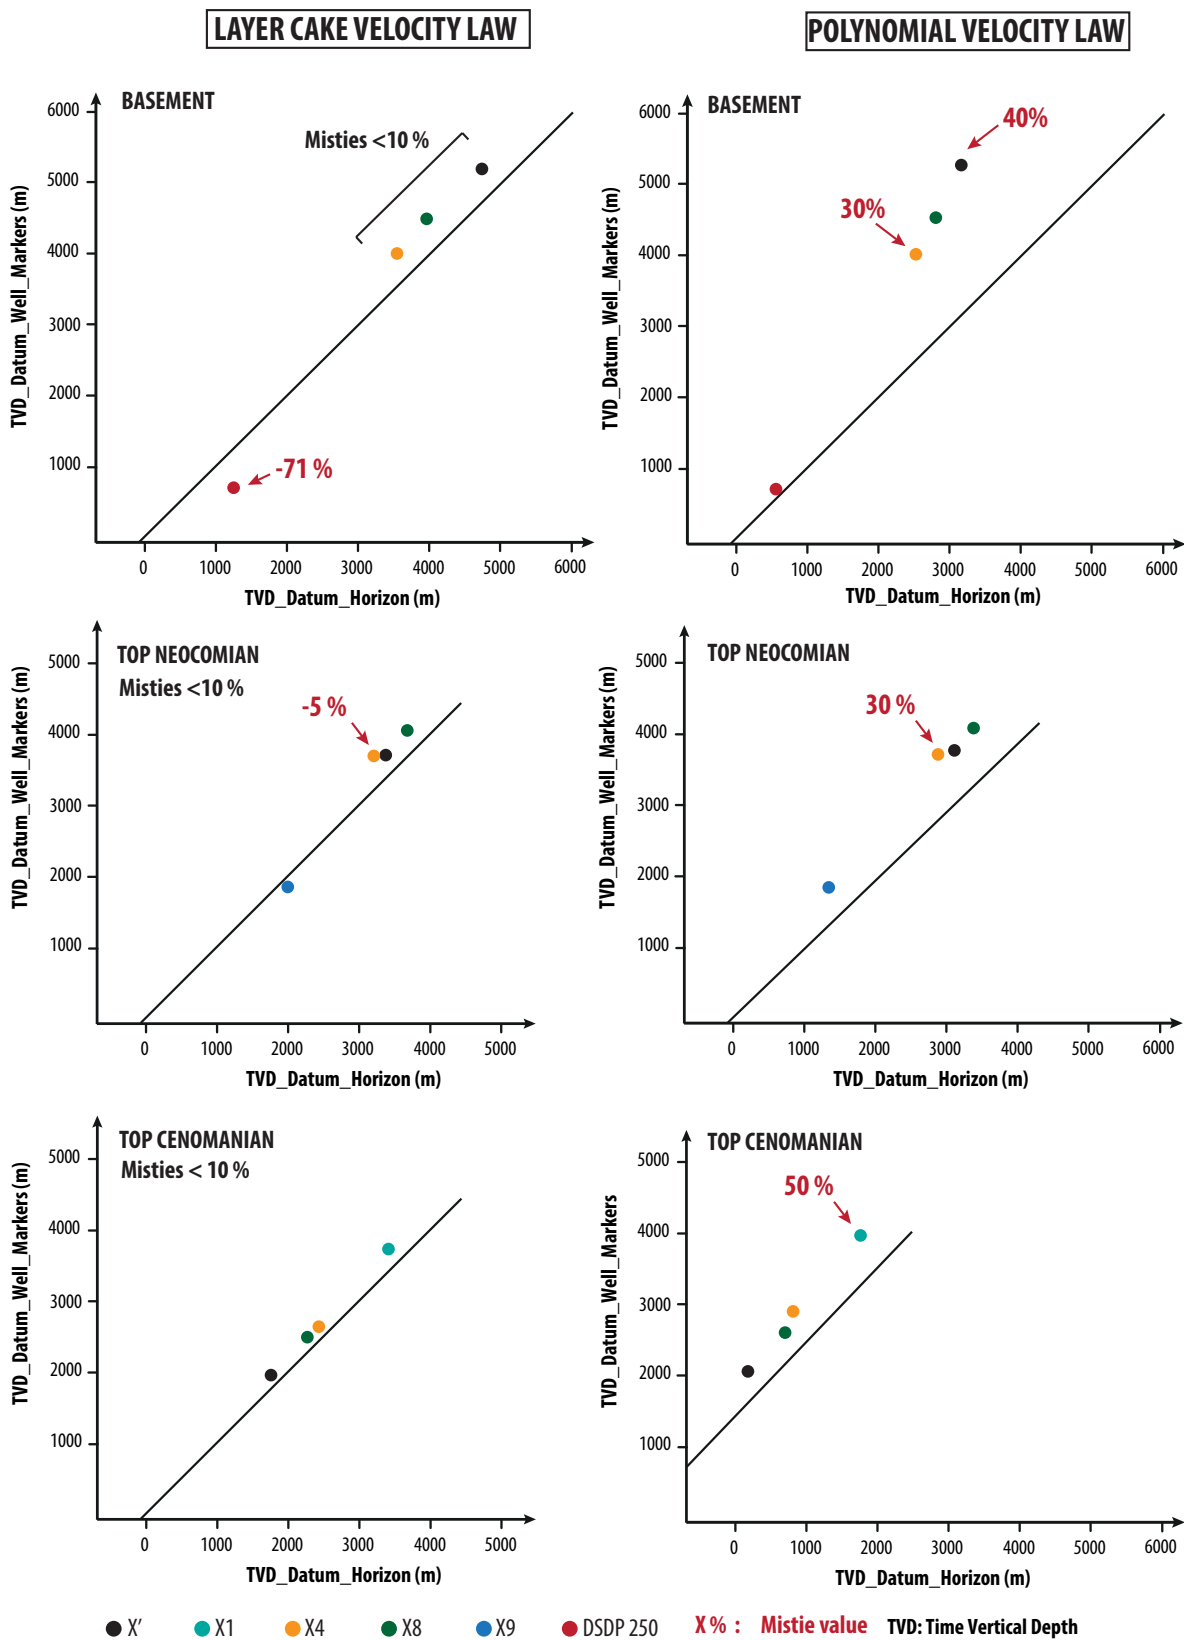 LAYER CAKE VELOCITY LAW
POLYNOMIAL VELOCITY LAW
BASEMENT
Misties <10 %
-71 %
6000
5000
4000
3000
2000
1000
0 1000 2000 3000 4000 5000 6000
TVD_Datum_Well_Markers (m)
TVD_Datum_Horizon (m)
BASEMENT
40%
30%
6000
5000
4000
3000
2000
1000
0 1000 2000 3000 4000 5000 6000
TVD_Datum_Well_Markers (m)
TVD_Datum_Horizon (m)
TOP NEOCOMIAN
Misties <10 %
-5 %
5000
4000
3000
2000
1000
0 1000 2000 3000 4000 5000
TVD_Datum_Well_Markers (m)
TVD_Datum_Horizon (m)
TOP NEOCOMIAN
30 %
5000
4000
3000
2000
1000
0 1000 2000 3000 4000 5000 6000
TVD_Datum_Well_Markers (m)
TVD_Datum_Horizon (m)
TOP CENOMANIAN
Misties < 10 %
5000
4000
3000
2000
1000
0 1000 2000 3000 4000 5000
TVD_Datum_Well_Markers (m)
TVD_Datum_Horizon (m)
TOP CENOMANIAN
50 %
5000
4000
3000
2000
1000
0 1000 2000 3000 4000 5000 6000
TVD_Datum_Well_Markers
TVD_Datum_Horizon (m)
X' X1 X4 X8 X9 DSDP 250 X % : Mistie value TVD: Time Vertical Depth